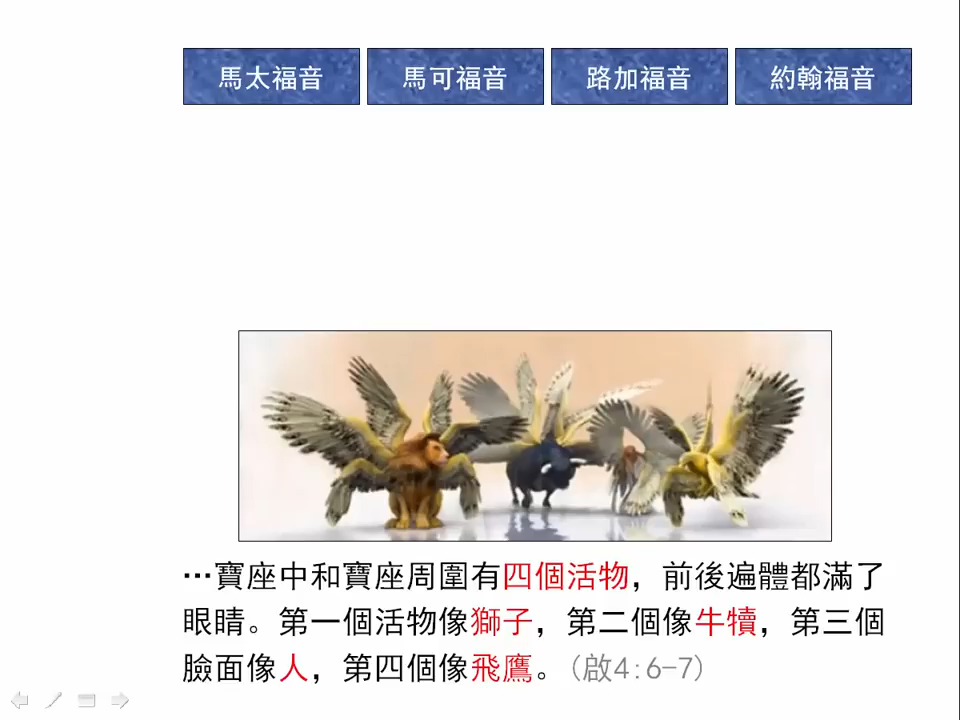 馬太福音 馬可福音 路加福音 約翰福音
…寶座中和寶座周圍有四個活物，前後遍體都滿了
眼睛。第一個活物像獅子，第二個像牛犢，第三個
臉面像人，第四個像飛鷹。(啟4:6-7)